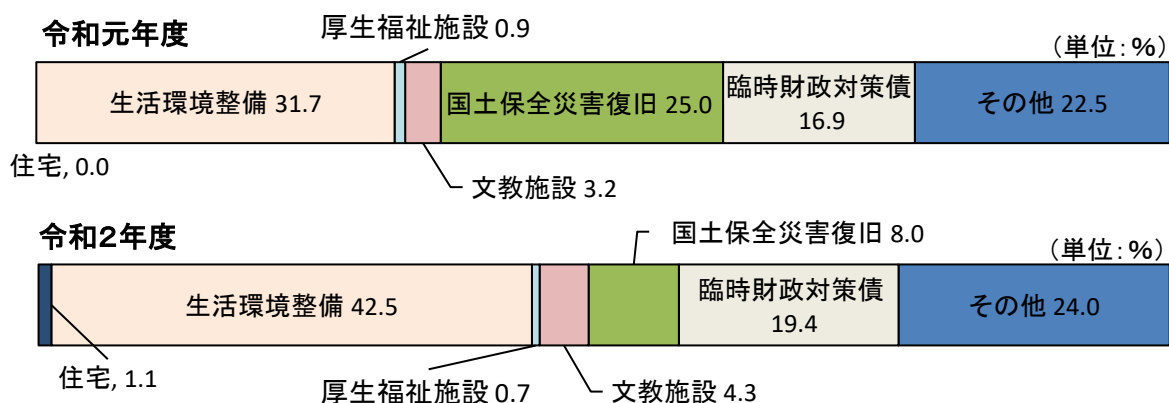 令和元年度
厚生福祉施設 0.9
（単位：％）
生活環境整備 31.7
国土保全災害復旧 25.0
臨時財政対策債
16.9
その他 22.5
住宅, 0.0
文教施設 3.2
令和２年度
国土保全災害復旧 8.0
（単位：％）
生活環境整備 42.5
臨時財政対策債
19.4
その他 24.0
住宅, 1.1
厚生福祉施設 0.7
文教施設 4.3